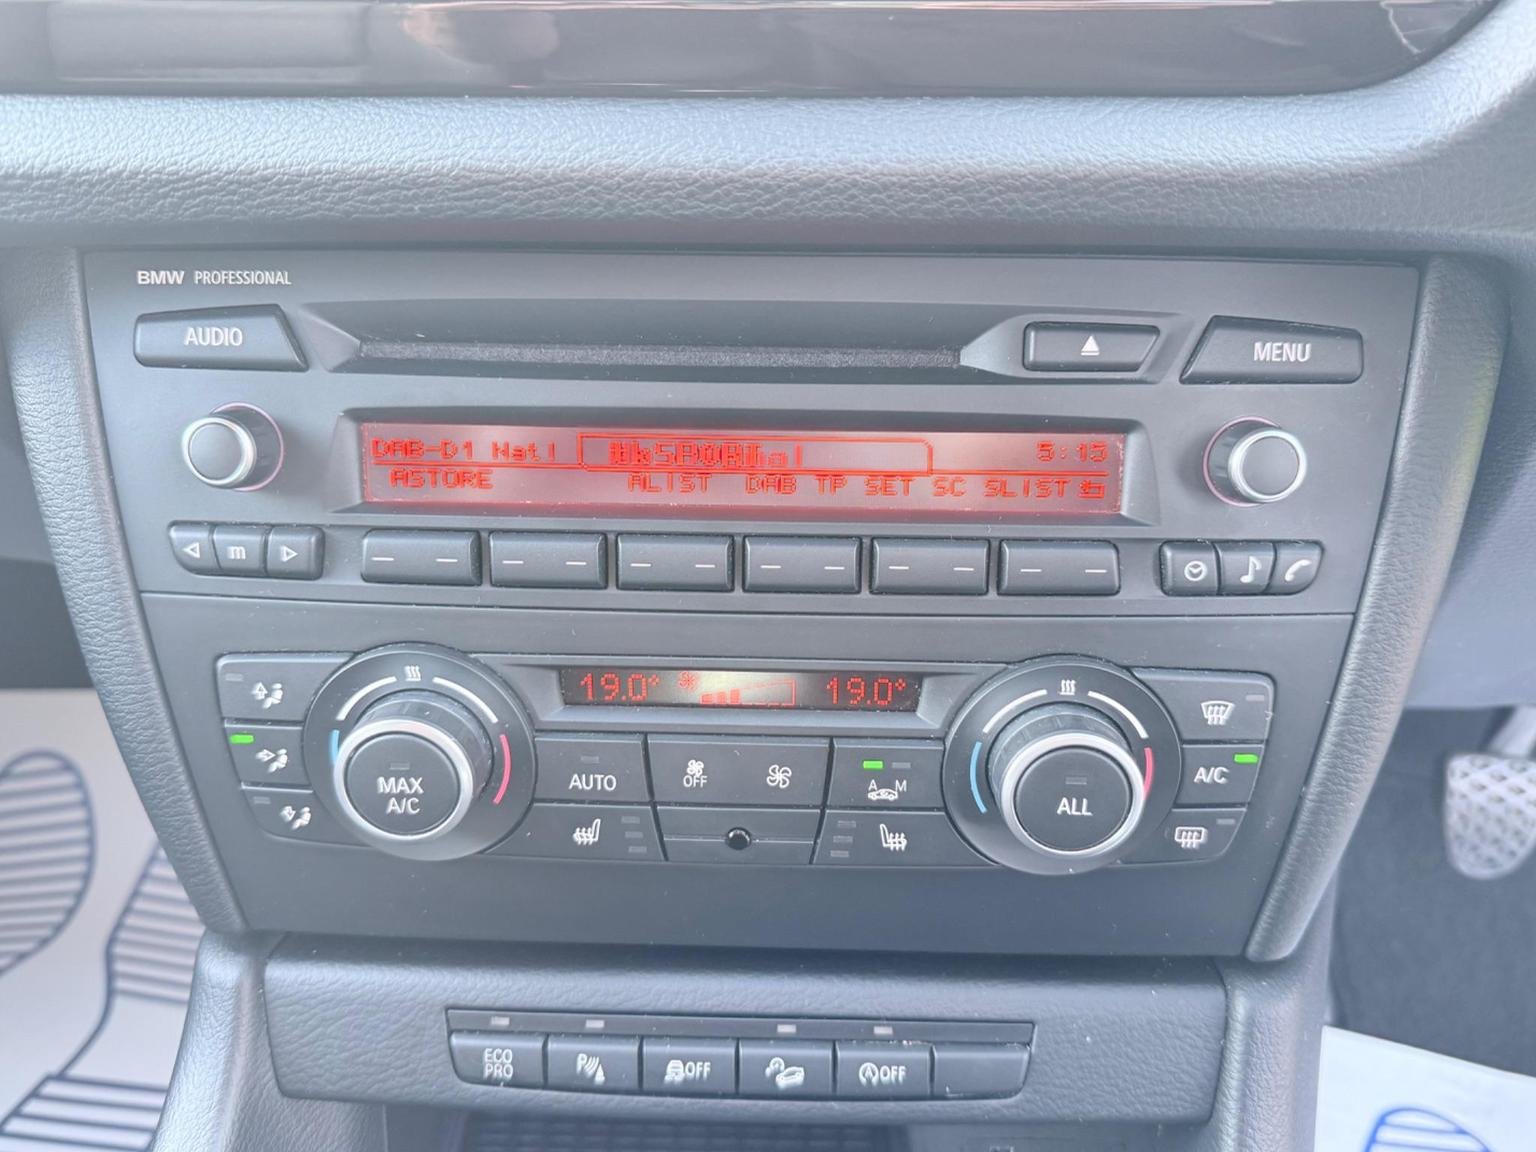 BMW PROFESSIONAL
AUDIO
MENU
DAB-D1 Natl 5:15
ASTORE ALIST DAB TP SET SC SLIST
m
19.0° 19.0°
MAX
A/C
AUTO
OFF
A M
ALL
A/C
ECO
PRO
P
OFF
A OFF